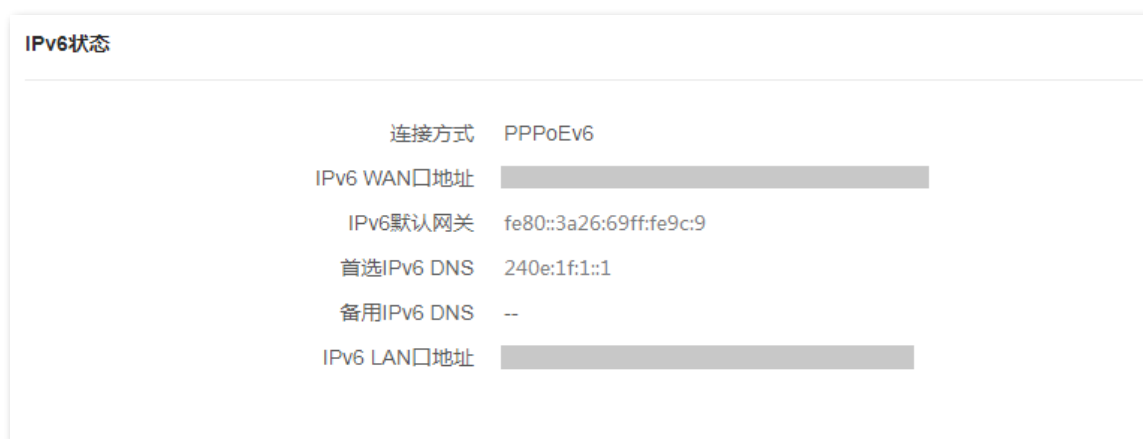 IPv6状态
连接方式 PPPoEv6
IPv6 WAN口地址
IPv6默认网关 fe80::3a26:69ff:fe9c:9
首选IPv6 DNS 240e:1f:1::1
备用IPv6 DNS --
IPv6 LAN口地址